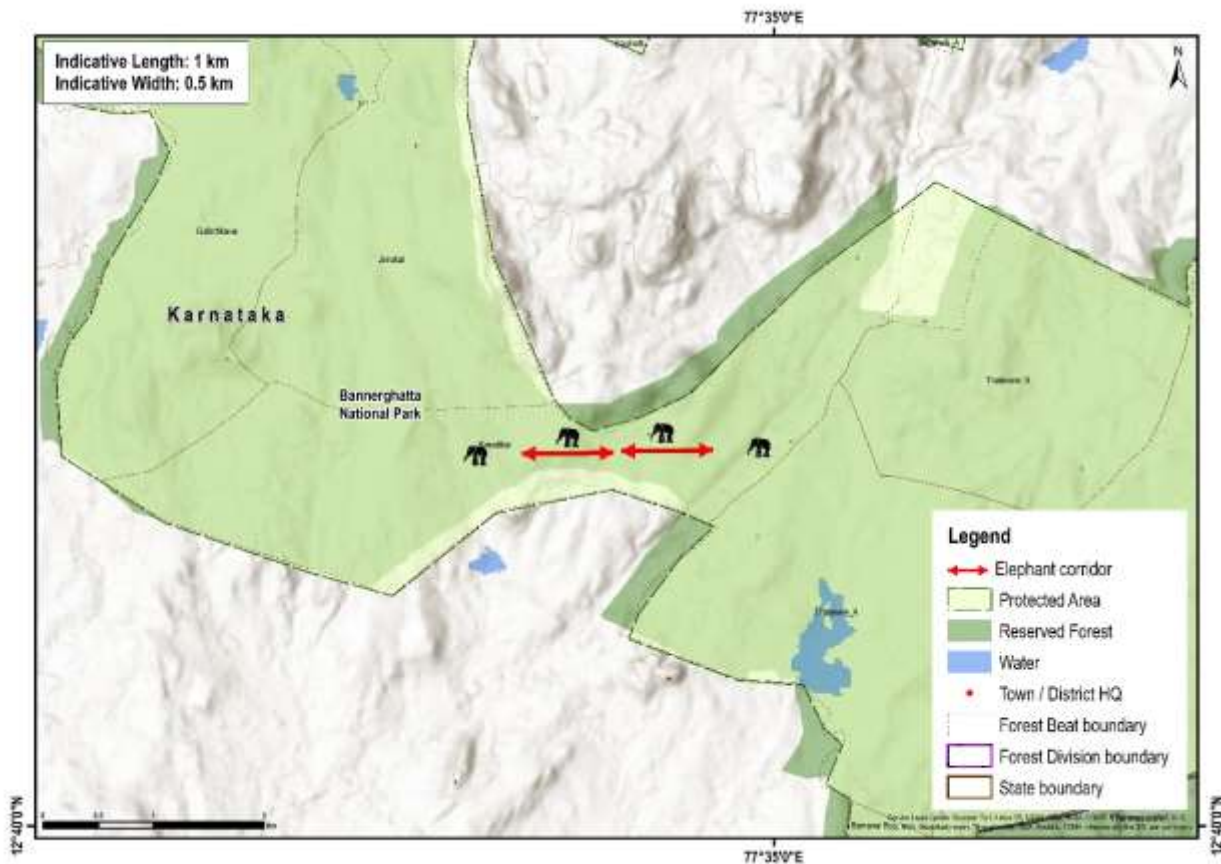 77°35'0"E
Indicative Length: 1 km
Indicative Width: 0.5 km
N
Karnataka
Bannerghatta
National Park
Legend
Elephant corridor
Protected Area
Reserved Forest
Water
Town / District HQ
Forest Beat boundary
Forest Division boundary
State boundary
12°40'0"N
12°40'0"N
77°35'0"E